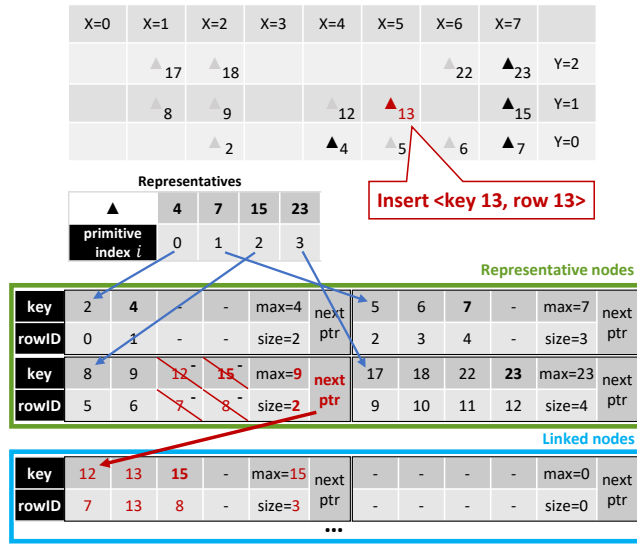 X=0 X=1 X=2 X=3 X=4 X=5 X=6 X=7
17 18 22 23 Y=2
8 9 12 13 15 Y=1
2 4 5 6 7 Y=0
Insert <key 13, row 13>
Representatives
4 7 15 23
primitive index i 0 1 2 3
Representative nodes
key 2 4 - - max=4 next ptr 5 6 7 - max=7 next ptr
rowID 0 1 - - size=2 2 3 4 - size=3
key 8 9 12 - 15 - max=9 next ptr 17 18 22 23 max=23 next ptr
rowID 5 6 7 - 8 - size=2 9 10 11 12 size=4
Linked nodes
key 12 13 15 - max=15 next ptr - - - - max=0 next ptr
rowID 7 13 8 - size=3 - - - - size=0
...